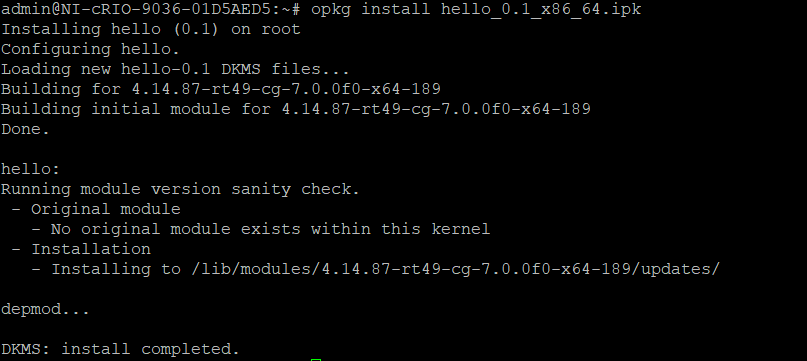 admin@NI-cRIO-9036-01D5AED5:~# opkg install hello_0.1_x86_64.ipk
Installing hello (0.1) on root
Configuring hello.
Loading new hello-0.1 DKMS files...
Building for 4.14.87-rt49-cg-7.0.0f0-x64-189
Building initial module for 4.14.87-rt49-cg-7.0.0f0-x64-189
Done.

hello:
Running module version sanity check.
 - Original module
   - No original module exists within this kernel
 - Installation
   - Installing to /lib/modules/4.14.87-rt49-cg-7.0.0f0-x64-189/updates/

depmod...

DKMS: install completed.